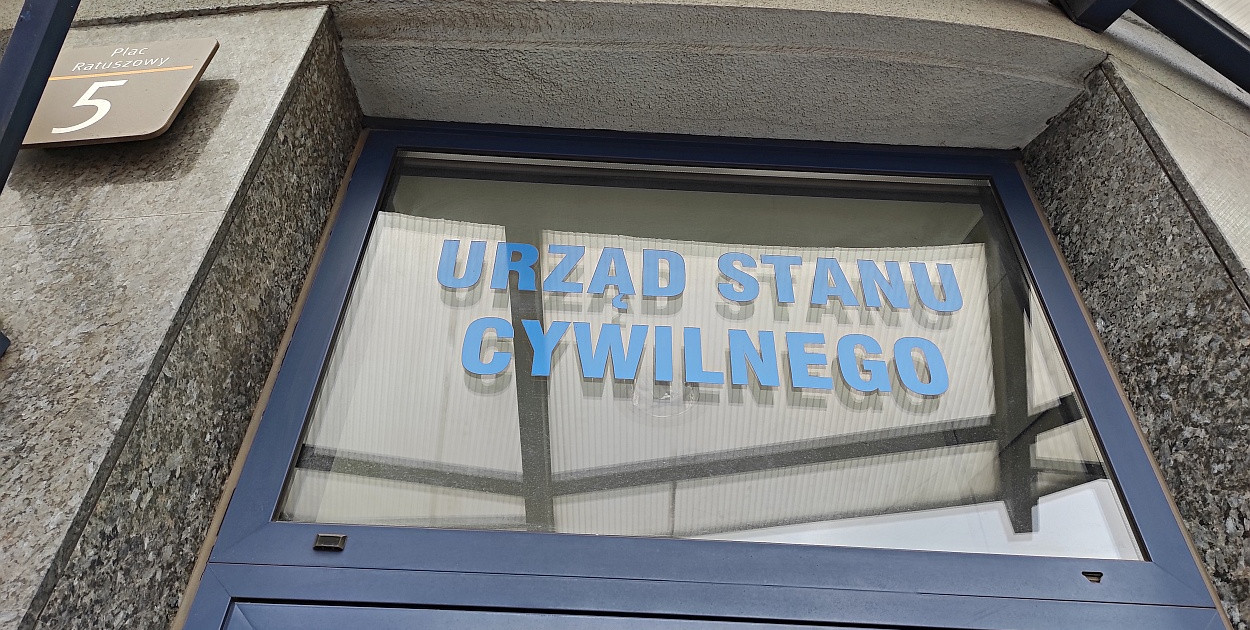 Plac
Ratuszowy
5
URZĄD STANU
CYWILNEGO